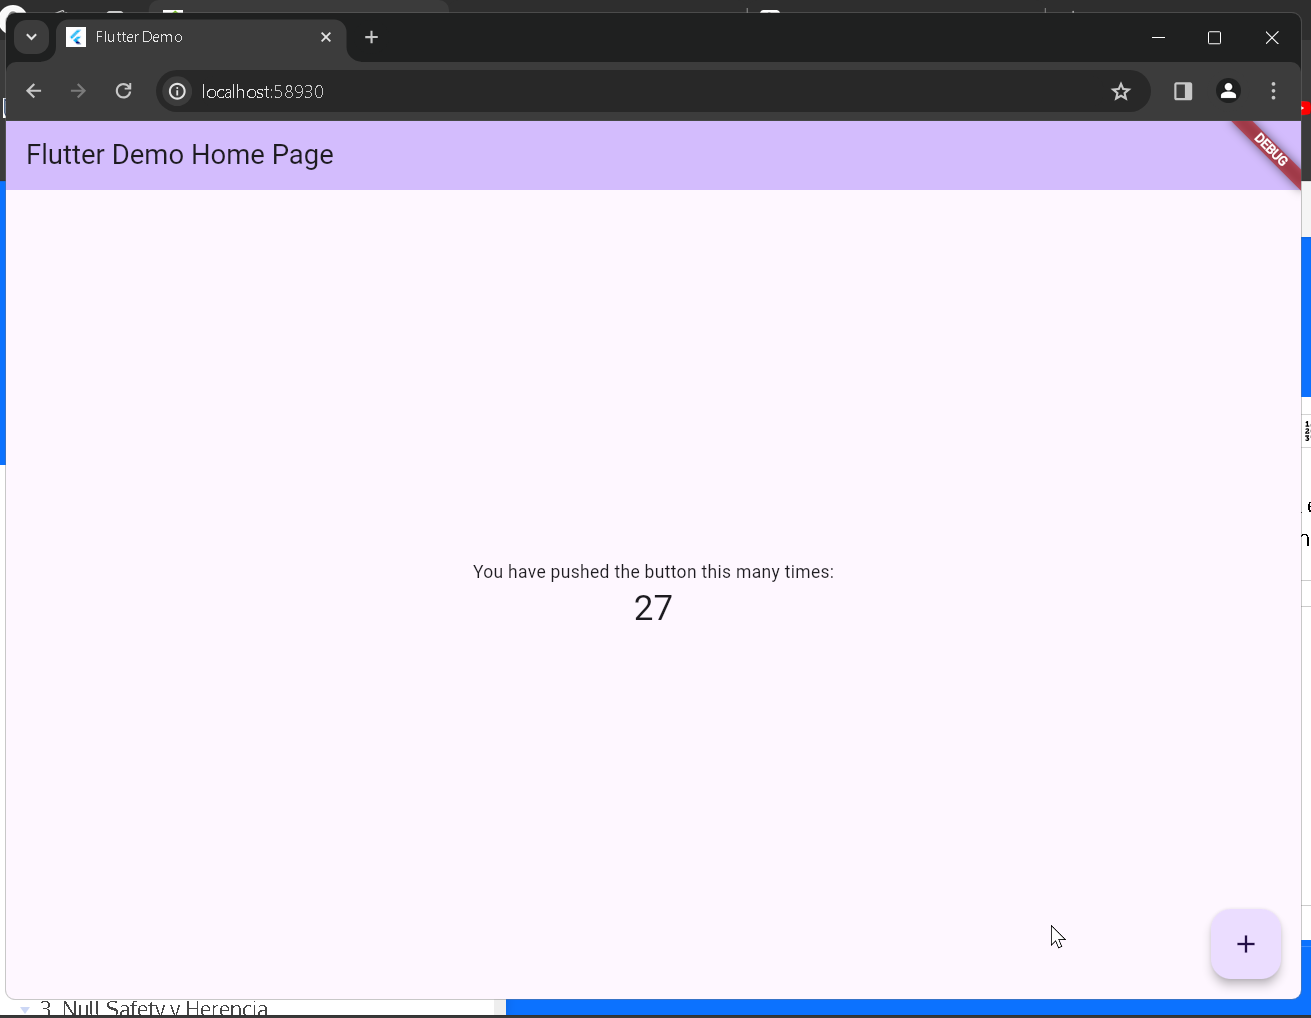 Flutter Demo
localhost:58930
Flutter Demo Home Page
DEBUG
You have pushed the button this many times:
27
3. Null Safety y Herencia